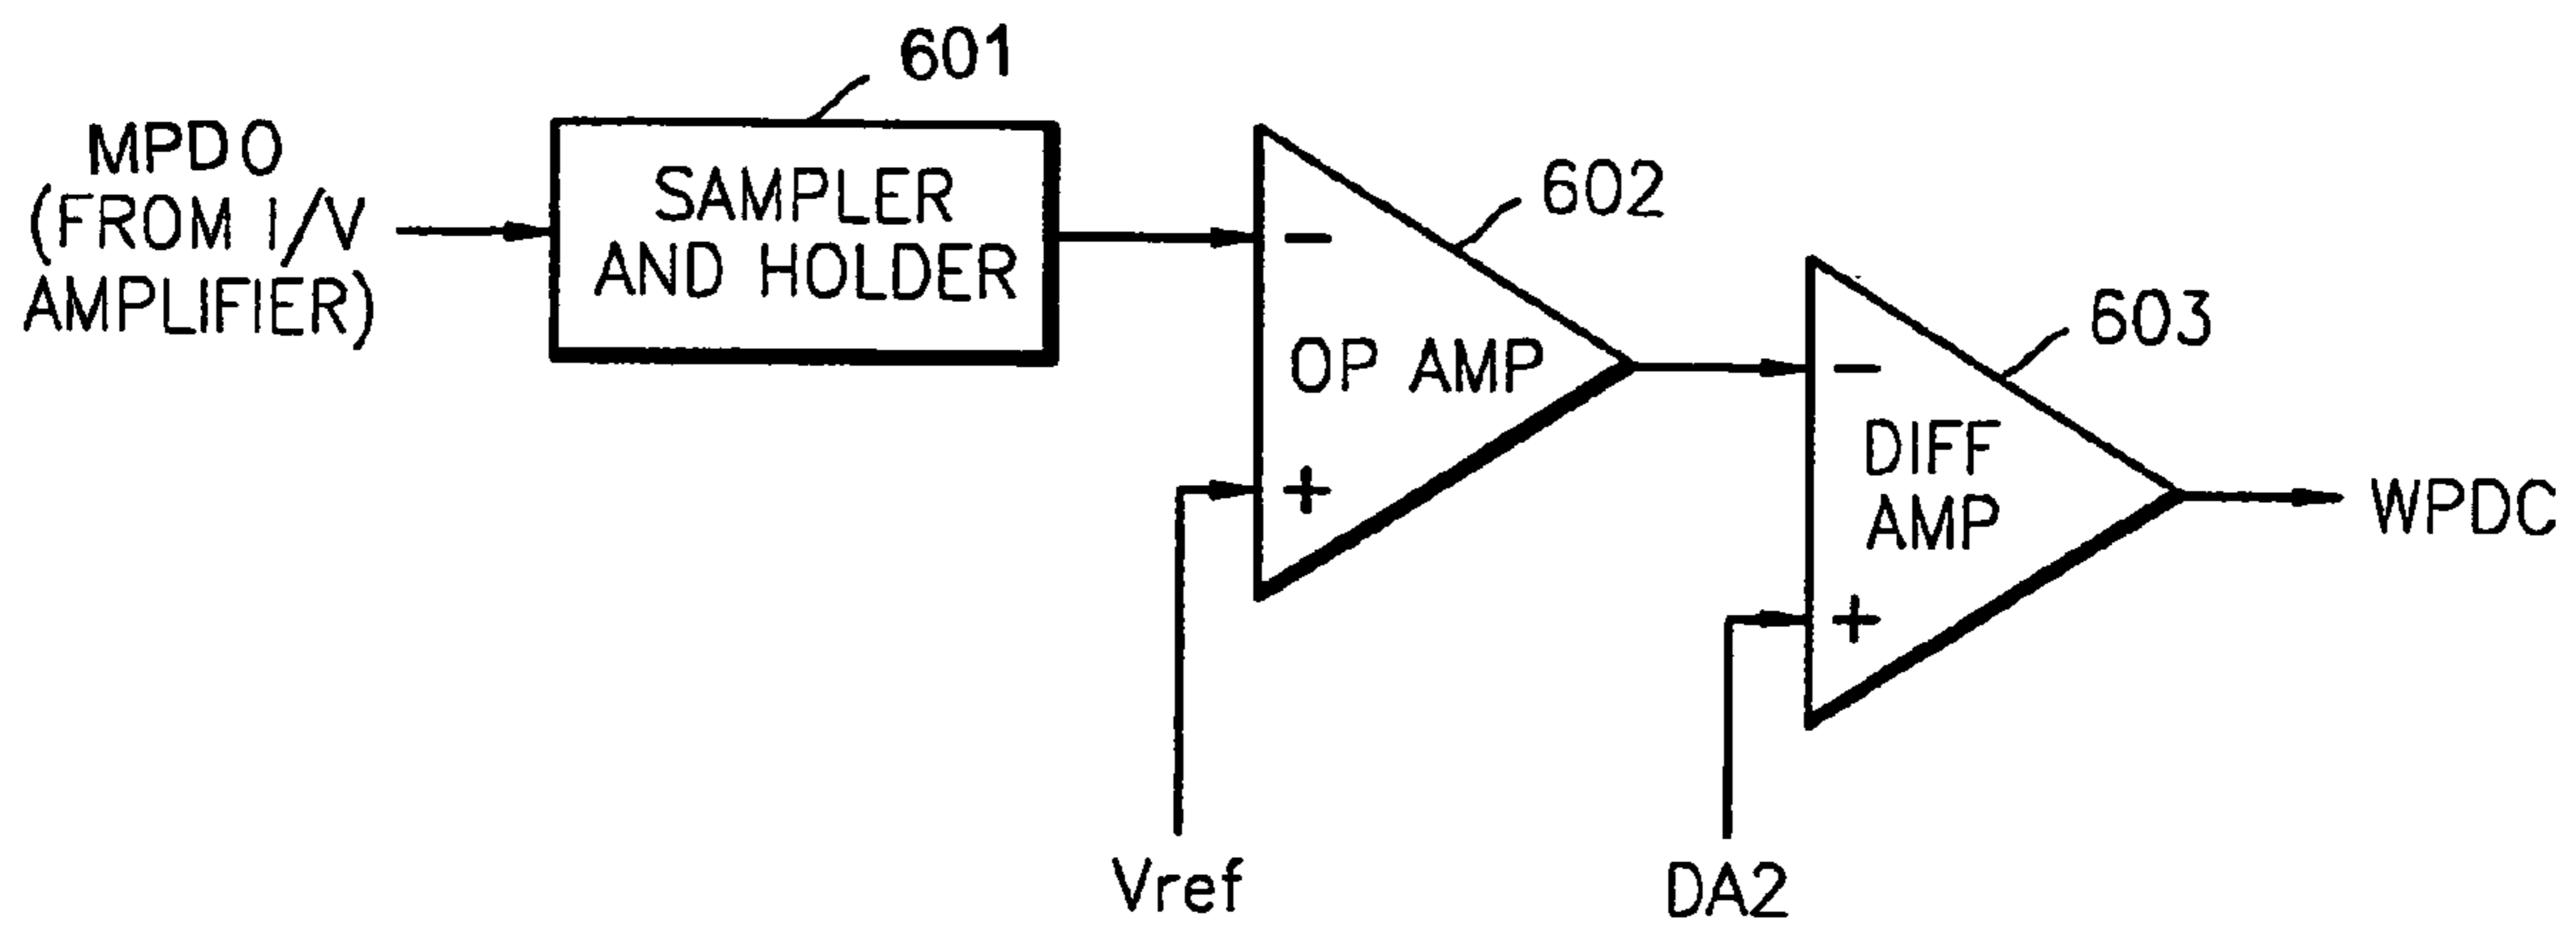 601
MPDO
(FROM I/V
AMPLIFIER)
SAMPLER
AND HOLDER
−
OP AMP
+
602
−
DIFF
AMP
+
603
WPDC
Vref
DA2